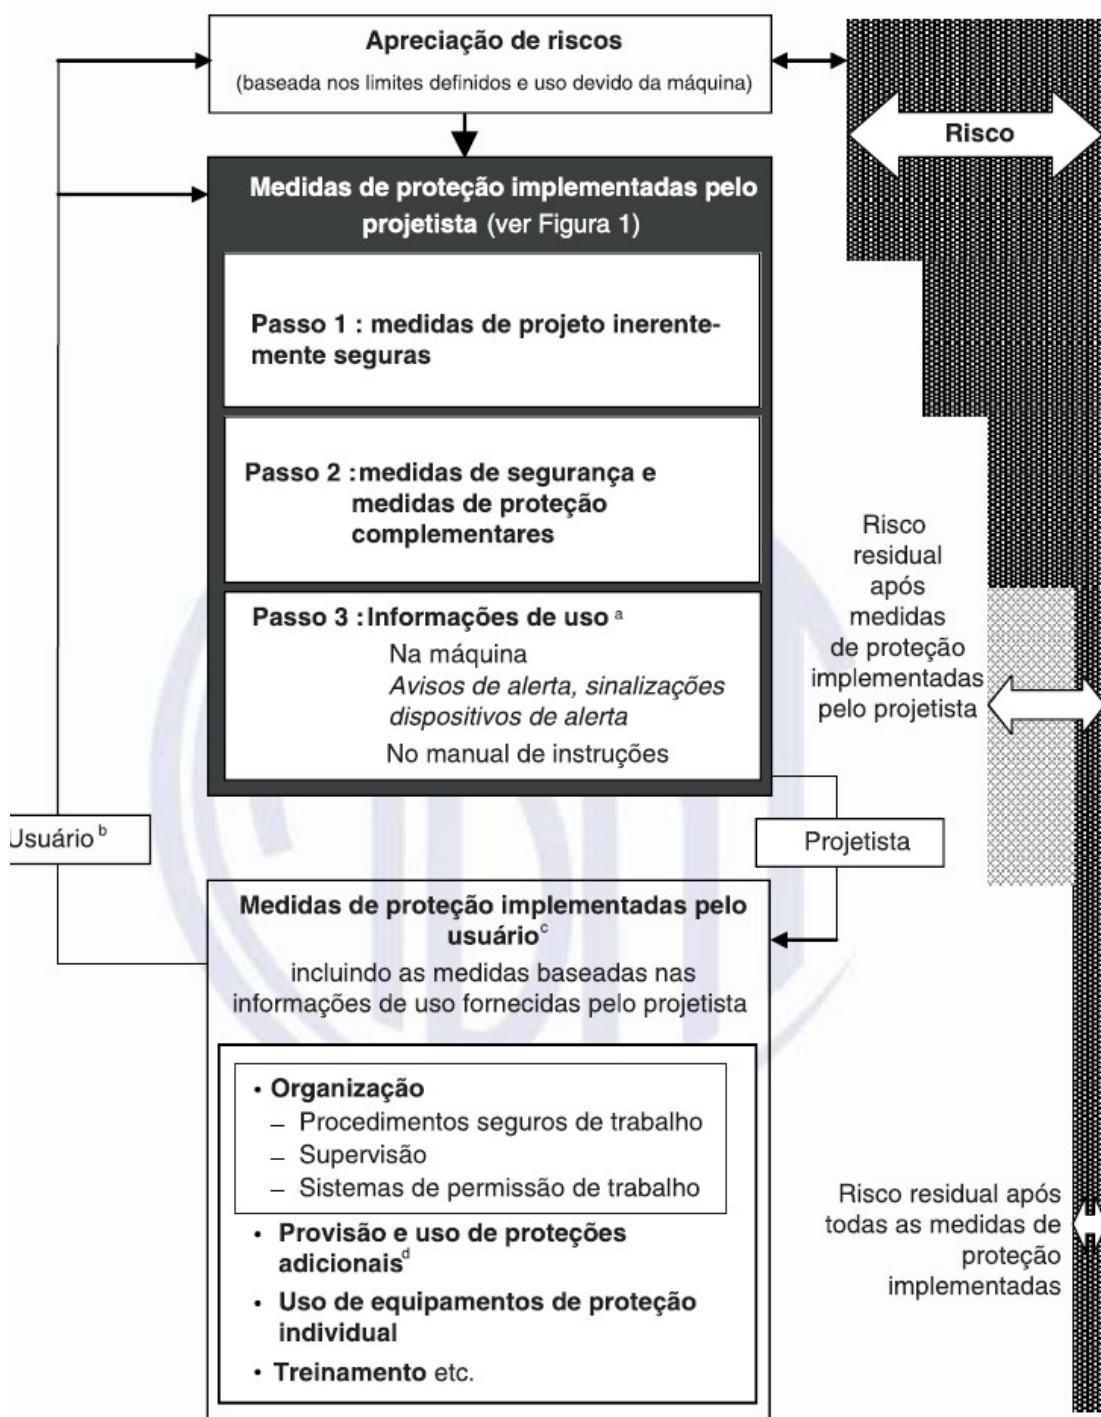 Apreciação de riscos
(baseada nos limites definidos e uso devido da máquina)
Risco
Medidas de proteção implementadas pelo
projetista (ver Figura 1)
Passo 1 : medidas de projeto inerente-
mente seguras
Passo 2 :medidas de segurança e
medidas de proteção
complementares
Risco
residual
após
medidas
de proteção
implementadas
pelo projetista
Passo 3 :Informações de uso a
Na máquina
Avisos de alerta, sinalizações
dispositivos de alerta
No manual de instruções
Usuário b
Projetista
Medidas de proteção implementadas pelo
usuário c
incluindo as medidas baseadas nas
informações de uso fornecidas pelo projetista
• Organização
– Procedimentos seguros de trabalho
– Supervisão
– Sistemas de permissão de trabalho
• Provisão e uso de proteções
adicionais d
• Uso de equipamentos de proteção
individual
• Treinamento etc.
Risco residual após
todas as medidas de
proteção
implementadas